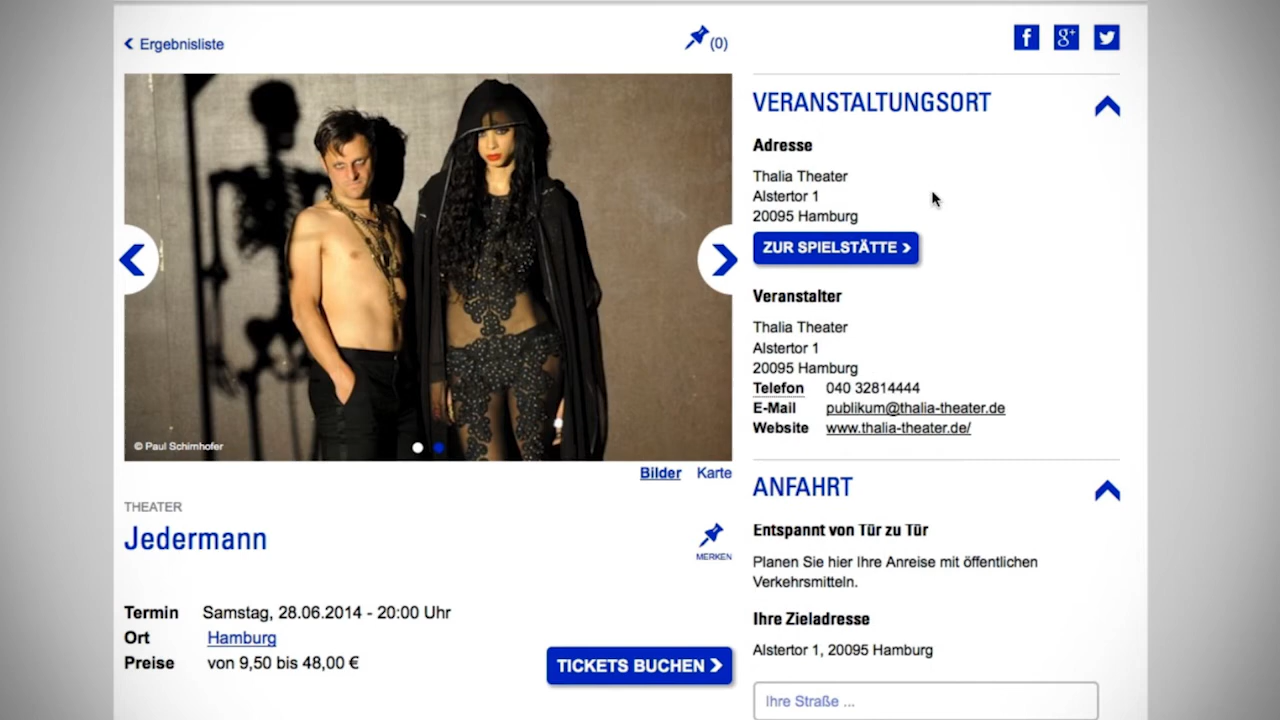 Ergebnisliste
(0)
© Paul Schirnhofer
Bilder Karte
THEATER
Jedermann
MERKEN
Termin Samstag, 28.06.2014 - 20:00 Uhr
Ort Hamburg
Preise von 9,50 bis 48,00 €
TICKETS BUCHEN
f g+
VERANSTALTUNGSORT
Adresse
Thalia Theater
Alstertor 1
20095 Hamburg
ZUR SPIELSTÄTTE
Veranstalter
Thalia Theater
Alstertor 1
20095 Hamburg
Telefon 040 32814444
E-Mail publikum@thalia-theater.de
Website www.thalia-theater.de/
ANFAHRT
Entspannt von Tür zu Tür
Planen Sie hier Ihre Anreise mit öffentlichen
Verkehrsmitteln.
Ihre Zieladresse
Alstertor 1, 20095 Hamburg
Ihre Straße ...